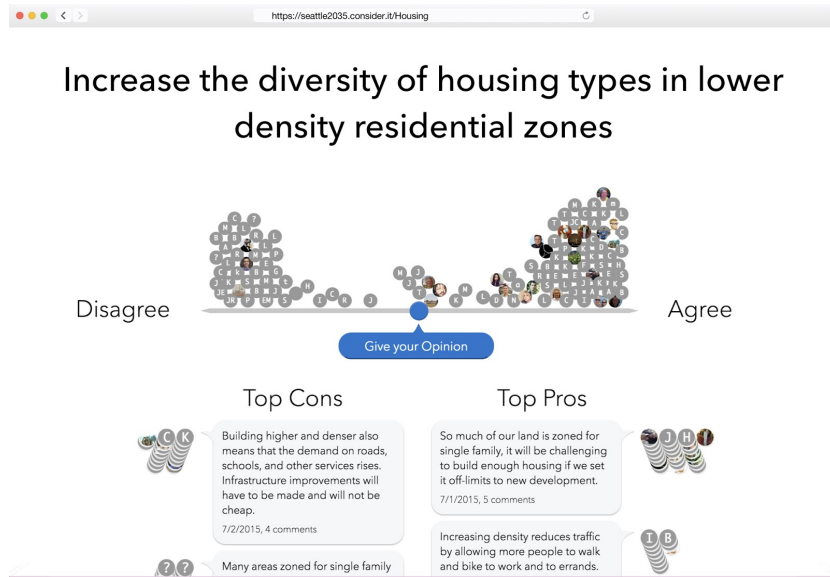 https://seattle2035.consider.it/Housing
Increase the diversity of housing types in lower
density residential zones
Disagree
Agree
Give your Opinion
Top Cons
Top Pros
Building higher and denser also
means that the demand on roads,
schools, and other services rises.
Infrastructure improvements will
have to be made and will not be
cheap.
7/2/2015, 4 comments
Many areas zoned for single family
So much of our land is zoned for
single family, it will be challenging
to build enough housing if we set
it off-limits to new development.
7/1/2015, 5 comments
Increasing density reduces traffic
by allowing more people to walk
and bike to work and to errands.